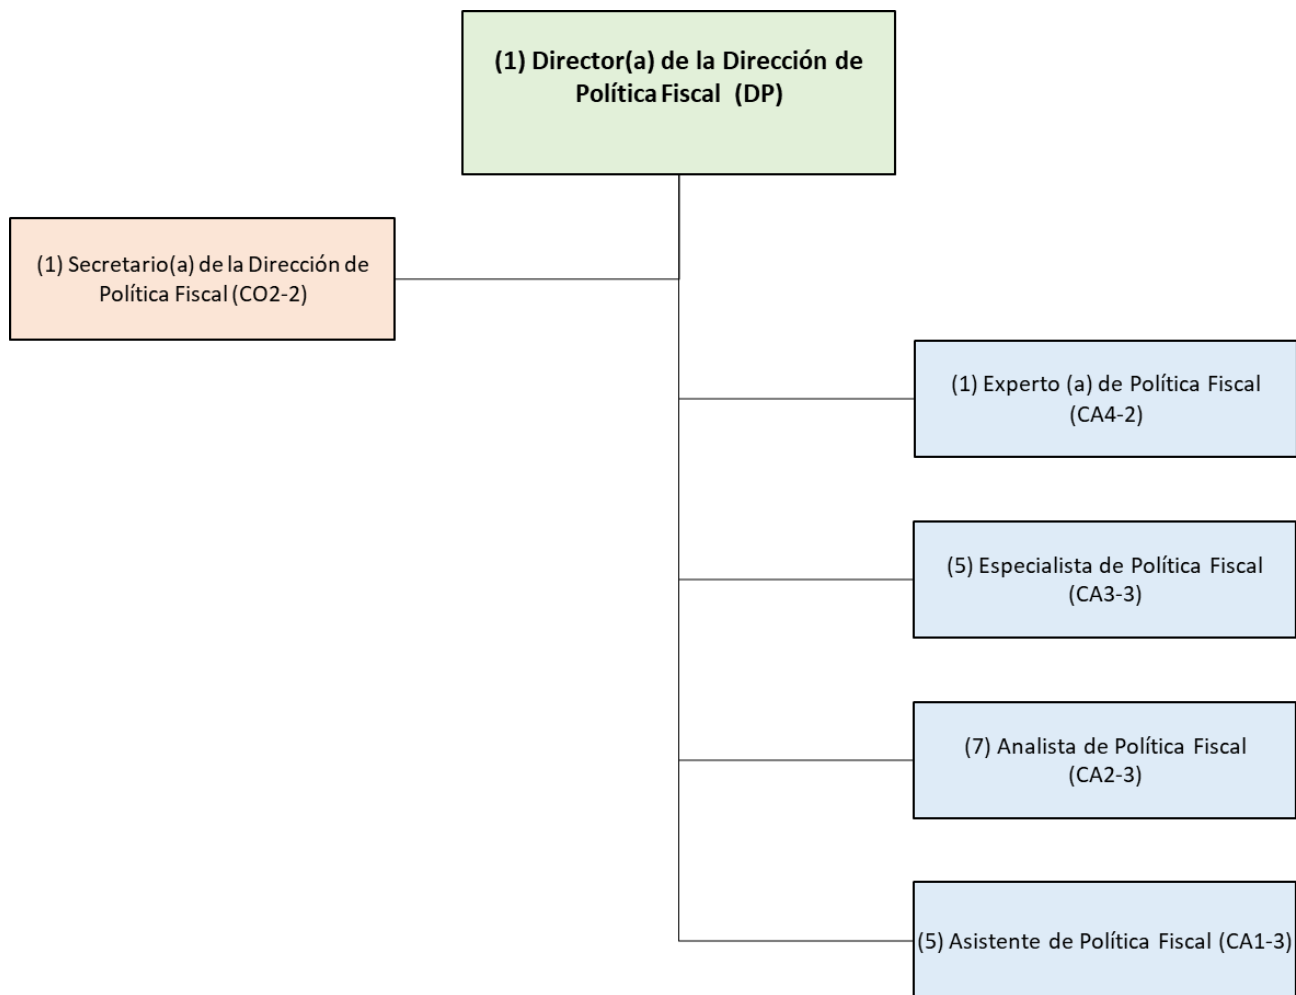 (1) Director(a) de la Dirección de
Política Fiscal (DP)
(1) Secretario(a) de la Dirección de
Política Fiscal (CO2-2)
(1) Experto (a) de Política Fiscal
(CA4-2)
(5) Especialista de Política Fiscal
(CA3-3)
(7) Analista de Política Fiscal
(CA2-3)
(5) Asistente de Política Fiscal (CA1-3)